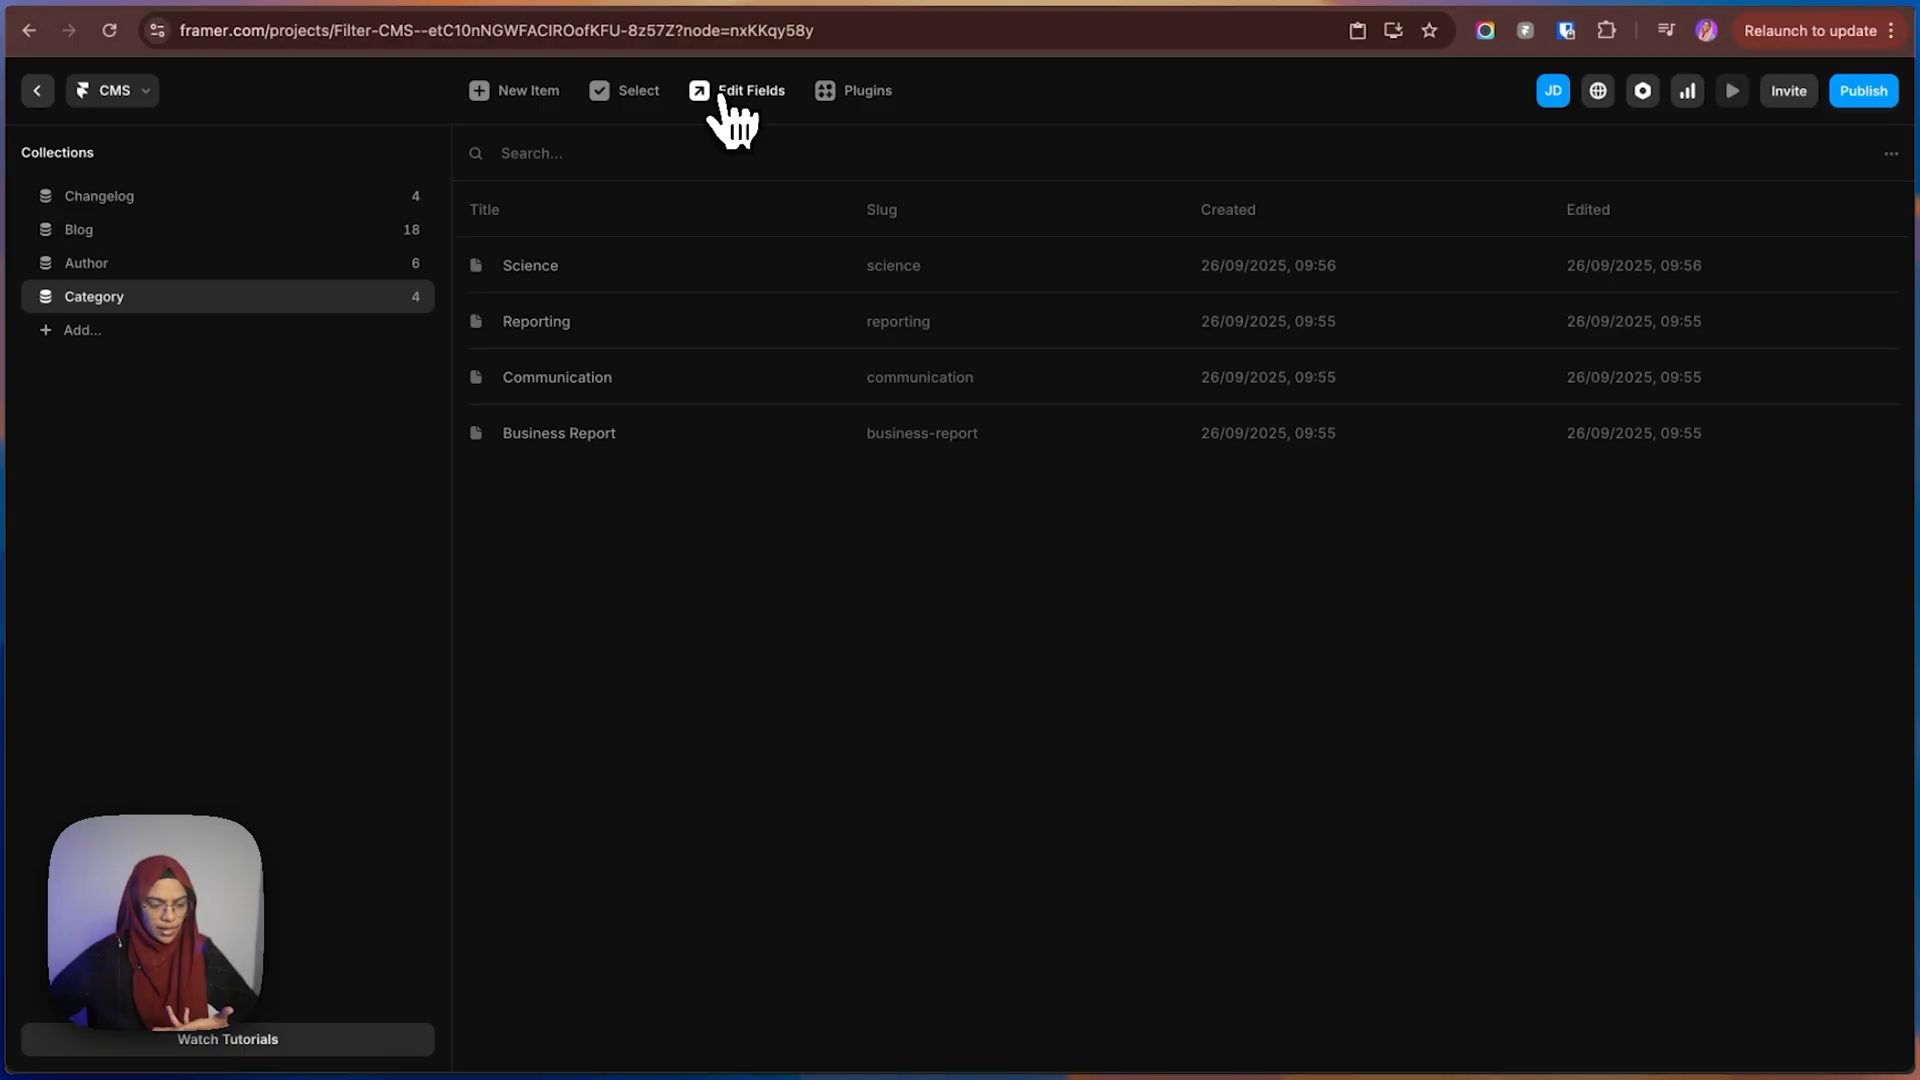 framer.com/projects/Filter-CMS--etC10nNGWFACIROofKFU-8z57Z?node=nxKKqy58y
Relaunch to update
CMS
New Item
Select
Edit Fields
Plugins
JD
Invite
Publish
Collections
Search...
Changelog 4
Blog 18
Author 6
Category 4
Add...
Title Slug Created Edited
Science science 26/09/2025, 09:56 26/09/2025, 09:56
Reporting reporting 26/09/2025, 09:55 26/09/2025, 09:55
Communication communication 26/09/2025, 09:55 26/09/2025, 09:55
Business Report business-report 26/09/2025, 09:55 26/09/2025, 09:55
Watch Tutorials